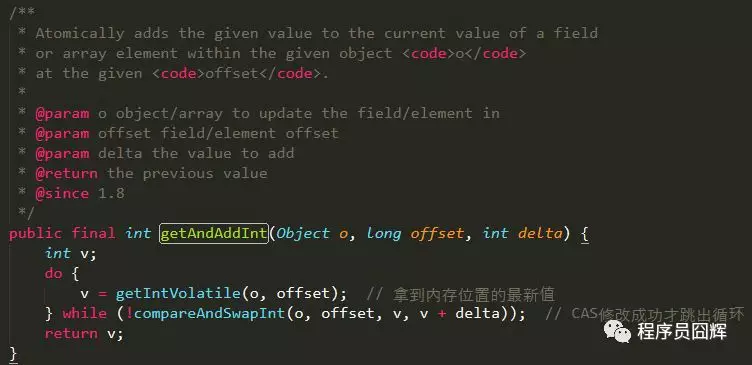 /**
 * Atomically adds the given value to the current value of a field
 * or array element within the given object <code>o</code>
 * at the given <code>offset</code>.
 *
 * @param o object/array to update the field/element in
 * @param offset field/element offset
 * @param delta the value to add
 * @return the previous value
 * @since 1.8
 */
public final int getAndAddInt(Object o, long offset, int delta) {
    int v;
    do {
        v = getIntVolatile(o, offset);  // 拿到内存位置的最新值
    } while (!compareAndSwapInt(o, offset, v, v + delta));  // CAS修改成功才跳出循环
    return v;
}
程序员囧辉